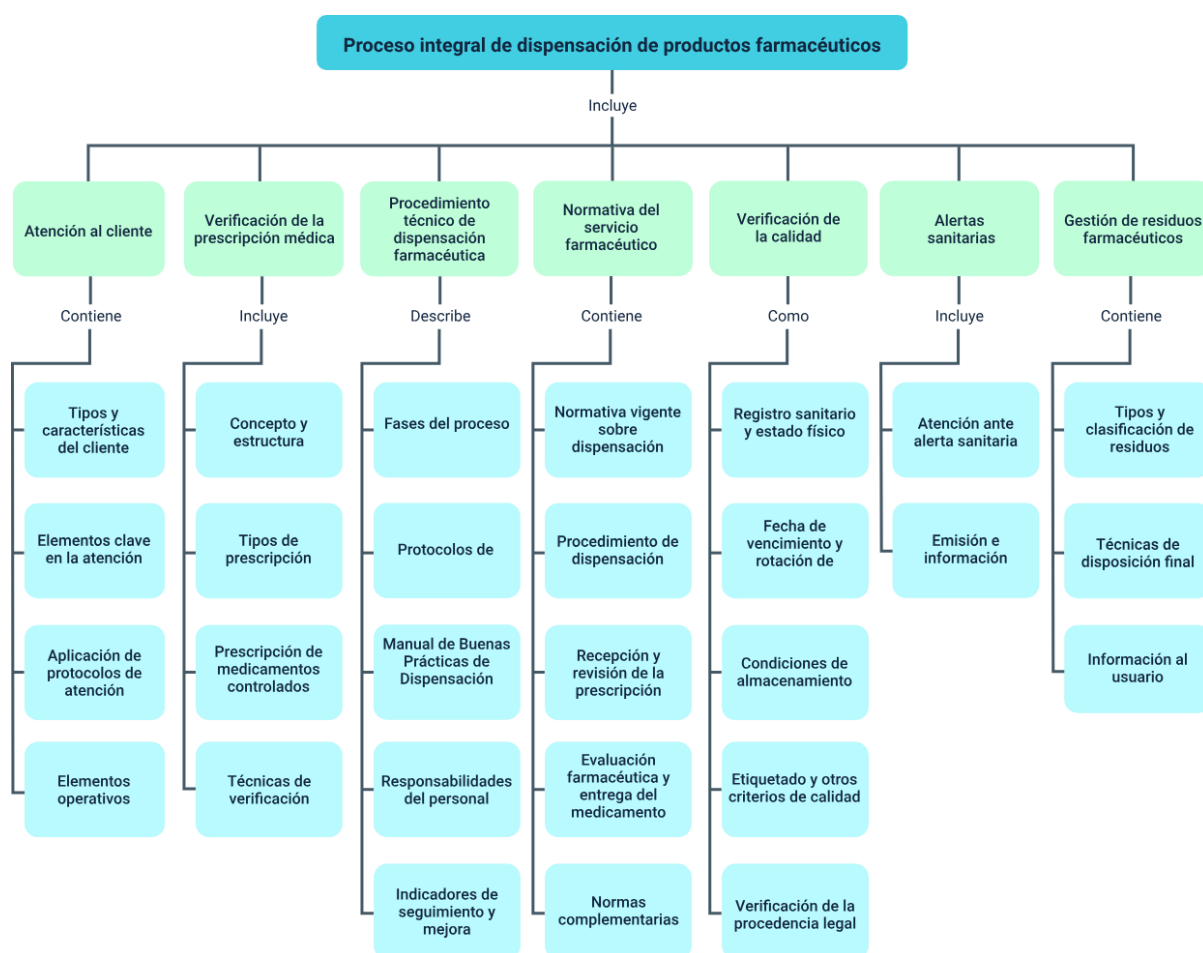 Proceso integral de dispensación de productos farmacéuticos
Incluye
Atención al cliente
Contiene
Tipos y
características
del cliente
Elementos clave
en la atención
Aplicación de
protocolos de
atención
Elementos
operativos
Verificación de la
prescripción médica
Incluye
Concepto y
estructura
Tipos de
prescripción
Prescripción de
medicamentos
controlados
Técnicas de
verificación
Procedimiento
técnico de
dispensación
farmacéutica
Describe
Fases del proceso
Protocolos de
Manual de Buenas
Prácticas de
Dispensación
Responsabilidades
del personal
Indicadores de
seguimiento y
mejora
Normativa del
servicio
farmacéutico
Contiene
Normativa vigente
sobre
dispensación
Procedimiento de
dispensación
Recepción y
revisión de la
prescripción
Evaluación
farmacéutica y
entrega del
medicamento
Normas
complementarias
Verificación de
la calidad
Como
Registro sanitario
y estado físico
Fecha de
vencimiento y
rotación de
Condiciones de
almacenamiento
Etiquetado y otros
criterios de calidad
Verificación de la
procedencia legal
Alertas
sanitarias
Incluye
Atención ante
alerta sanitaria
Emisión e
información
Gestión de residuos
farmacéuticos
Contiene
Tipos y
clasificación de
residuos
Técnicas de
disposición final
Información al
usuario